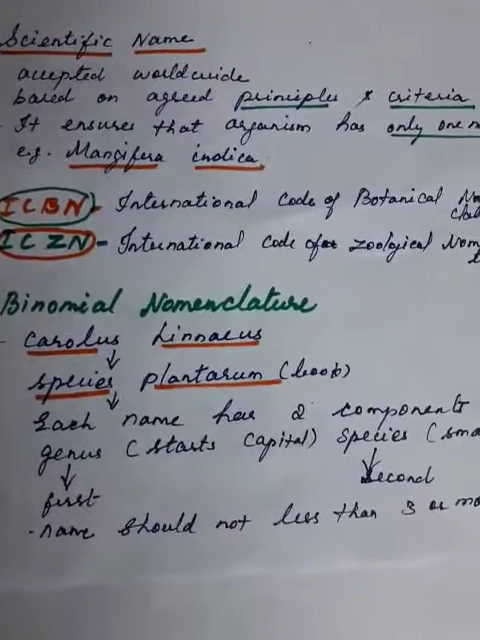 Scientific Name
accepted worldwide
based on agreed principles & criteria
It ensures that organism has only one
e.g. Mangifera indica
ICBN - International Code of Botanical
ICZN - International Code of Zoological Nom
Binomial Nomenclature
- Carolus Linnaeus
species plantarum (book)
Each name has 2 components
genus (starts capital) species (sma
first second
- name should not less than 3 or mo